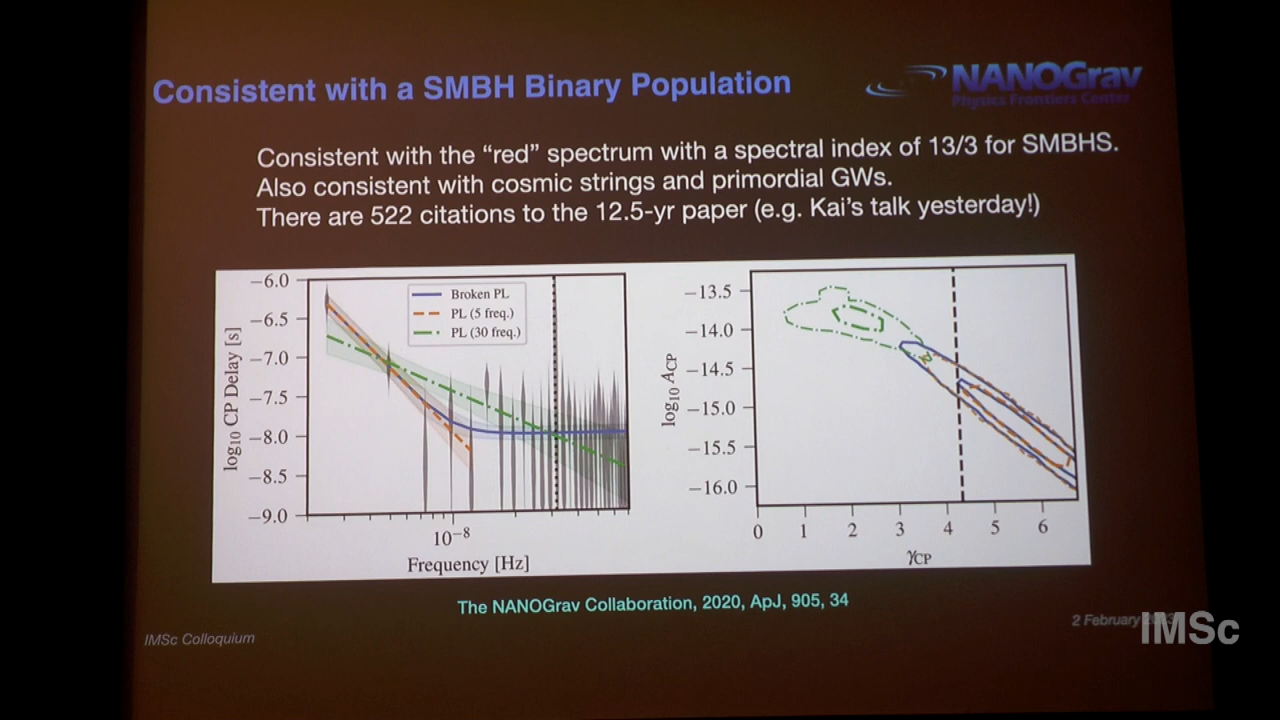 Consistent with a SMBH Binary Population
NANOGrav
Physics Frontiers Center
Consistent with the “red” spectrum with a spectral index of 13/3 for SMBHS.
Also consistent with cosmic strings and primordial GWs.
There are 522 citations to the 12.5-yr paper (e.g. Kai’s talk yesterday!)
−6.0
−6.5
−7.0
−7.5
−8.0
−8.5
−9.0
log₁₀ CP Delay [s]
Broken PL
PL (5 freq.)
PL (30 freq.)
10⁻⁸
Frequency [Hz]
−13.5
−14.0
−14.5
−15.0
−15.5
−16.0
log₁₀ A_CP
0 1 2 3 4 5 6
γ_CP
The NANOGrav Collaboration, 2020, ApJ, 905, 34
IMSc Colloquium
2 February
IMSc